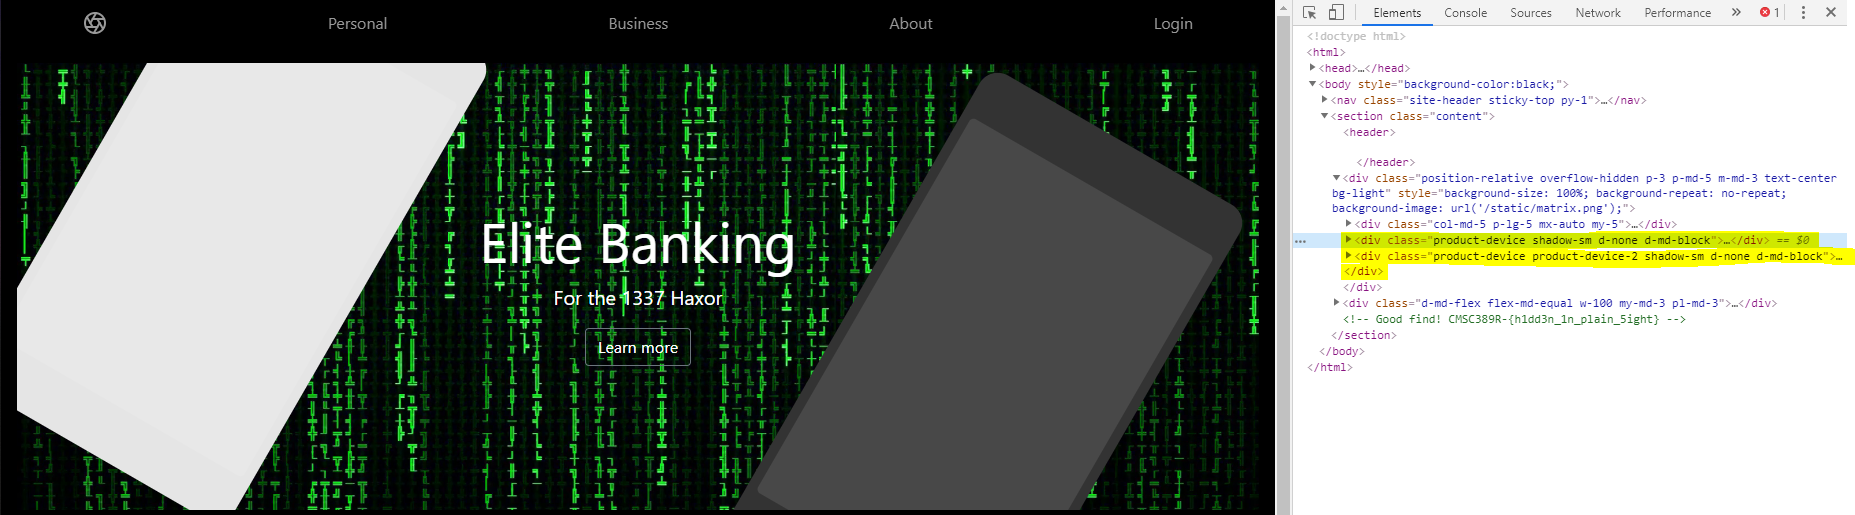 Personal
Business
About
Login
Elite Banking
For the 1337 Haxor
Learn more
Elements
Console
Sources
Network
Performance
»
1
<!doctype html>
<html>
<head>…</head>
<body style="background-color:black;">
<nav class="site-header sticky-top py-1">…</nav>
<section class="content">
<header>
</header>
<div class="position-relative overflow-hidden p-3 p-md-5 m-md-3 text-center
bg-light" style="background-size: 100%; background-repeat: no-repeat;
background-image: url('/static/matrix.png');">
<div class="col-md-5 p-lg-5 mx-auto my-5">…</div>
<div class="product-device shadow-sm d-none d-md-block">…</div> == $0
<div class="product-device product-device-2 shadow-sm d-none d-md-block">…
</div>
</div>
<div class="d-md-flex flex-md-equal w-100 my-md-3 pl-md-3">…</div>
<!-- Good find! CMSC389R-{h1dd3n_1n_plain_5ight} -->
</section>
</body>
</html>